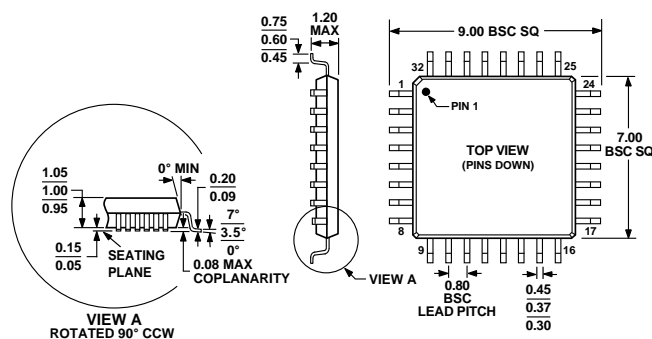 0.75
0.60
0.45
1.20
MAX
9.00 BSC SQ
32
25
1
24
PIN 1
TOP VIEW
(PINS DOWN)
7.00
BSC SQ
8
17
9
16
0.80
BSC
LEAD PITCH
0.45
0.37
0.30
VIEW A
1.05
1.00
0.95
0° MIN
0.20
0.09
7°
3.5°
0°
0.15
0.05
SEATING
PLANE
0.08 MAX
COPLANARITY
VIEW A
ROTATED 90° CCW